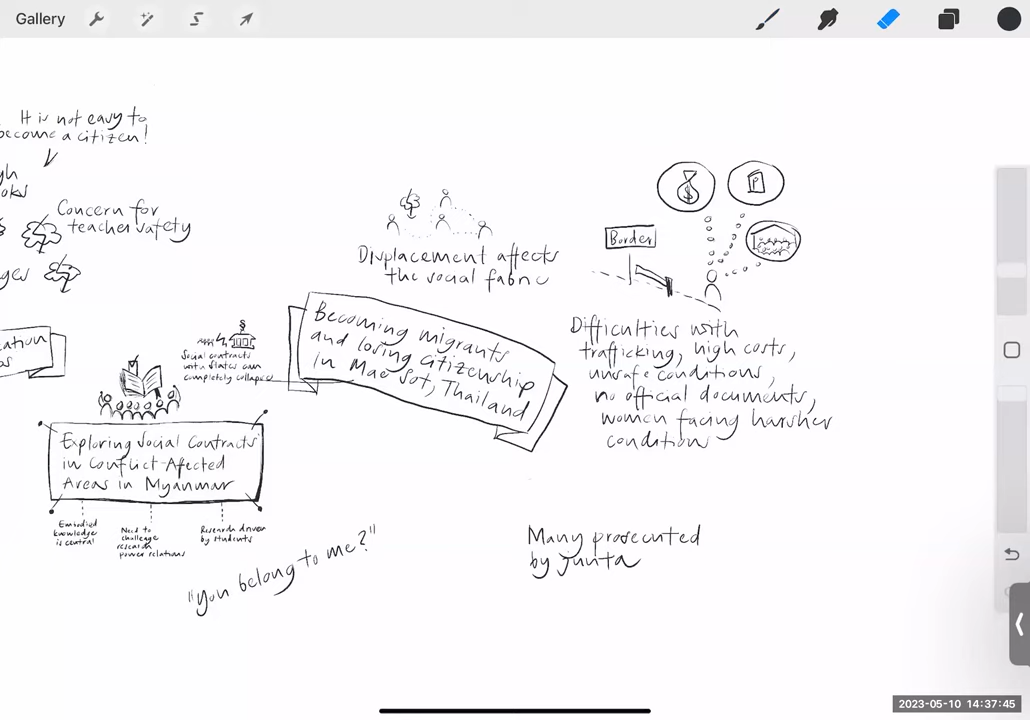 Gallery
It is not easy to
become a citizen!
Concern for
teacher safety
Displacement affects
the social fabric
P
Border
Difficulties with
trafficking, high costs,
unsafe conditions,
no official documents,
women facing harsher
condition
Becoming migrants
and losing citizenship
in Mae Sot, Thailand
$
$
Social contracts
with states can
completely collapse
Exploring Social Contracts
in Conflict-Affected
Areas in Myanmar
Embodied
knowledge
is central
Need to
challenge
research
power relations
Research driven
by students
"you belong to me?"
Many prosecuted
by junta
2023-05-10 14:37:45